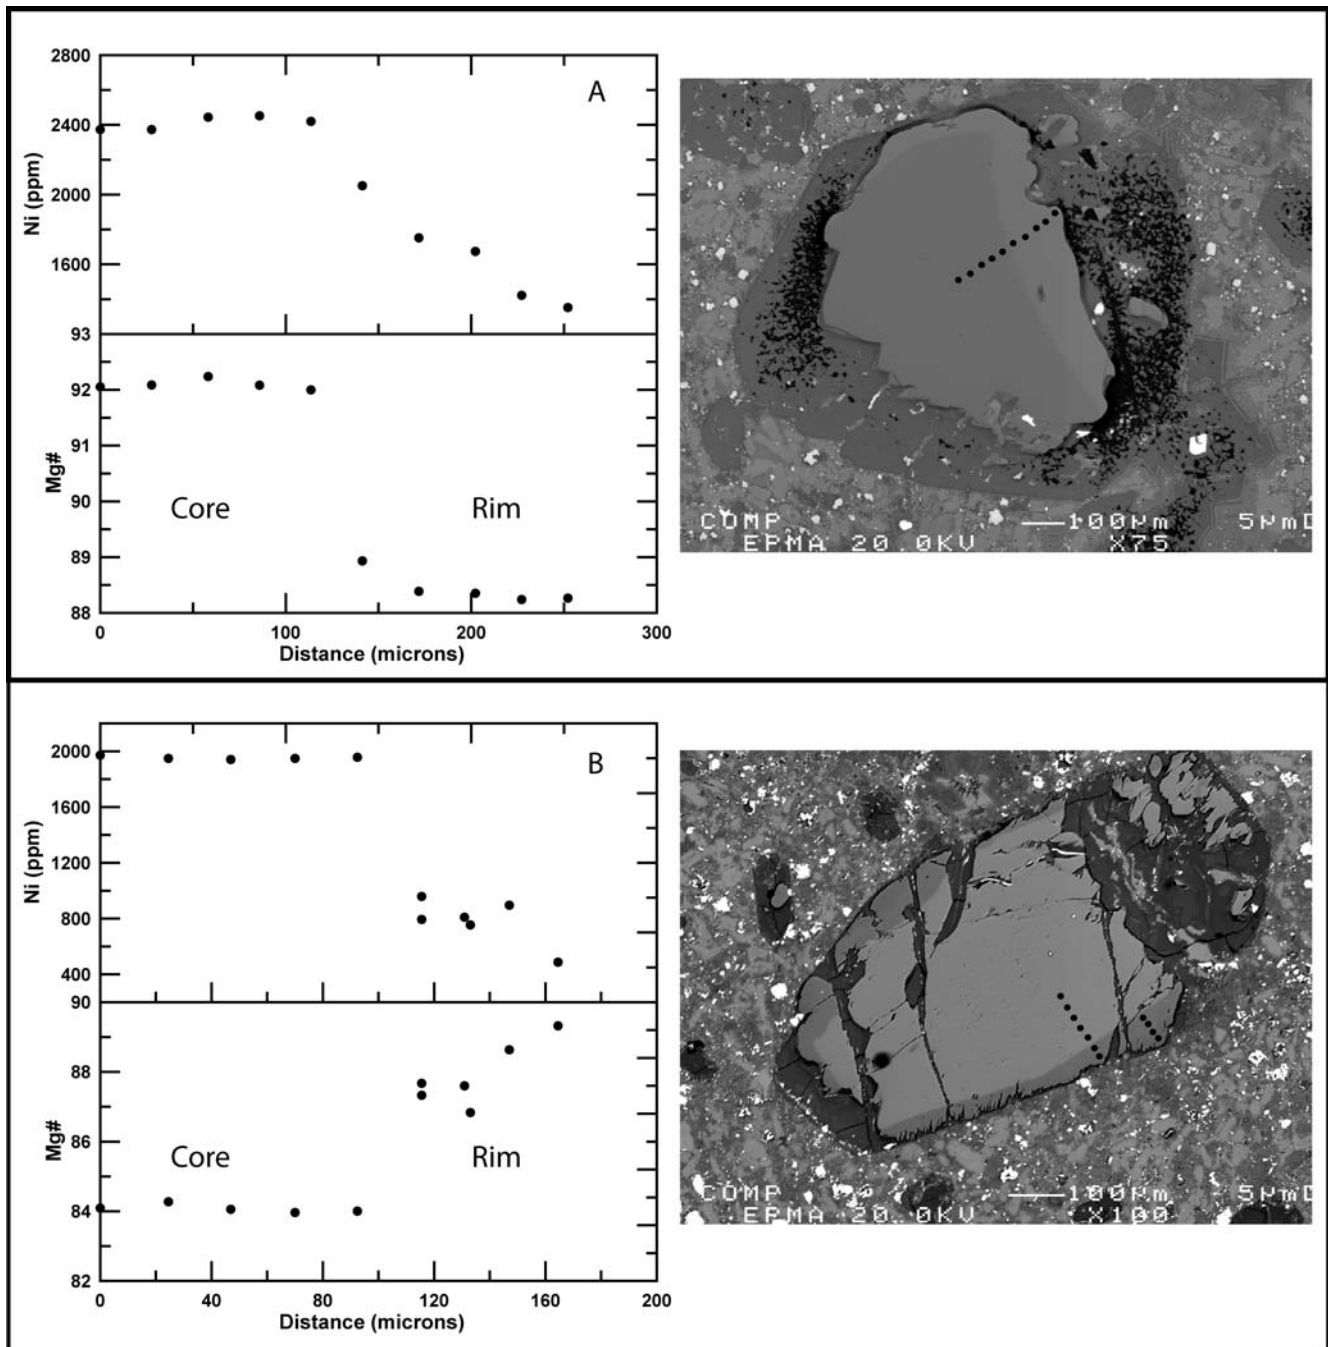 2800
A
2400
Ni (ppm)
2000
1600
93
92
91
Mg#
90
Core Rim
89
88
0 100 200 300
Distance (microns)
COMP 100µm 5µmD
EPMA 20.0KV X75
2000
B
1600
Ni (ppm)
1200
800
400
90
88
Mg#
86
Core Rim
84
82
0 40 80 120 160 200
Distance (microns)
COMP 100µm 5µmD
EPMA 20.0KV X100